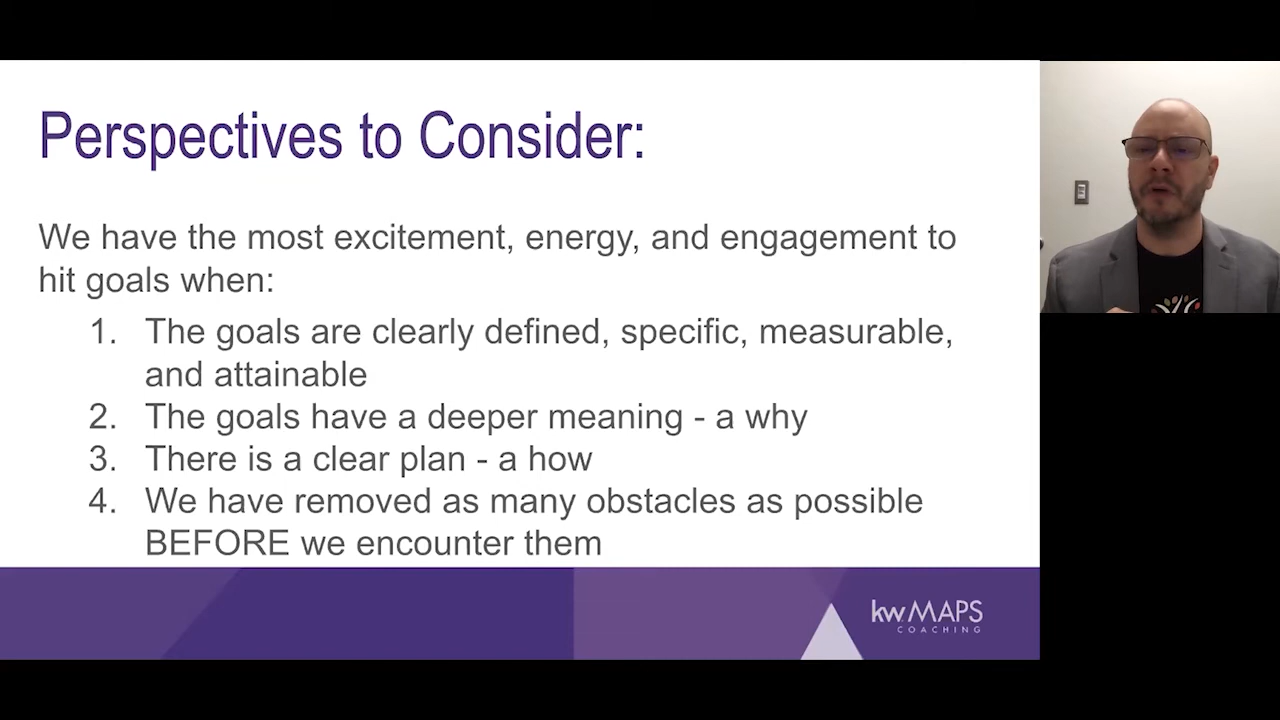 Perspectives to Consider:
We have the most excitement, energy, and engagement to
hit goals when:
1. The goals are clearly defined, specific, measurable,
and attainable
2. The goals have a deeper meaning - a why
3. There is a clear plan - a how
4. We have removed as many obstacles as possible
BEFORE we encounter them
kw MAPS
COACHING